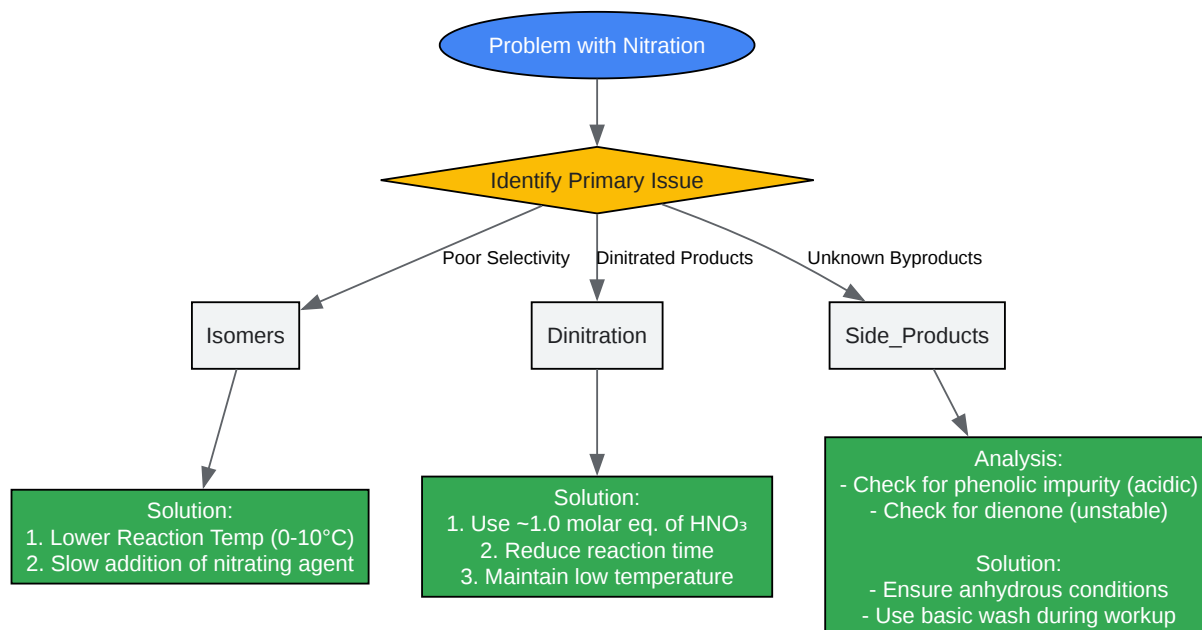 Problem with Nitration
Identify Primary Issue
Poor Selectivity
Dinitrated Products
Unknown Byproducts
Isomers
Dinitration
Side_Products
Solution:
1. Lower Reaction Temp (0-10°C)
2. Slow addition of nitrating agent
Solution:
1. Use ~1.0 molar eq. of HNO₃
2. Reduce reaction time
3. Maintain low temperature
Analysis:
- Check for phenolic impurity (acidic)
- Check for dienone (unstable)
Solution:
- Ensure anhydrous conditions
- Use basic wash during workup